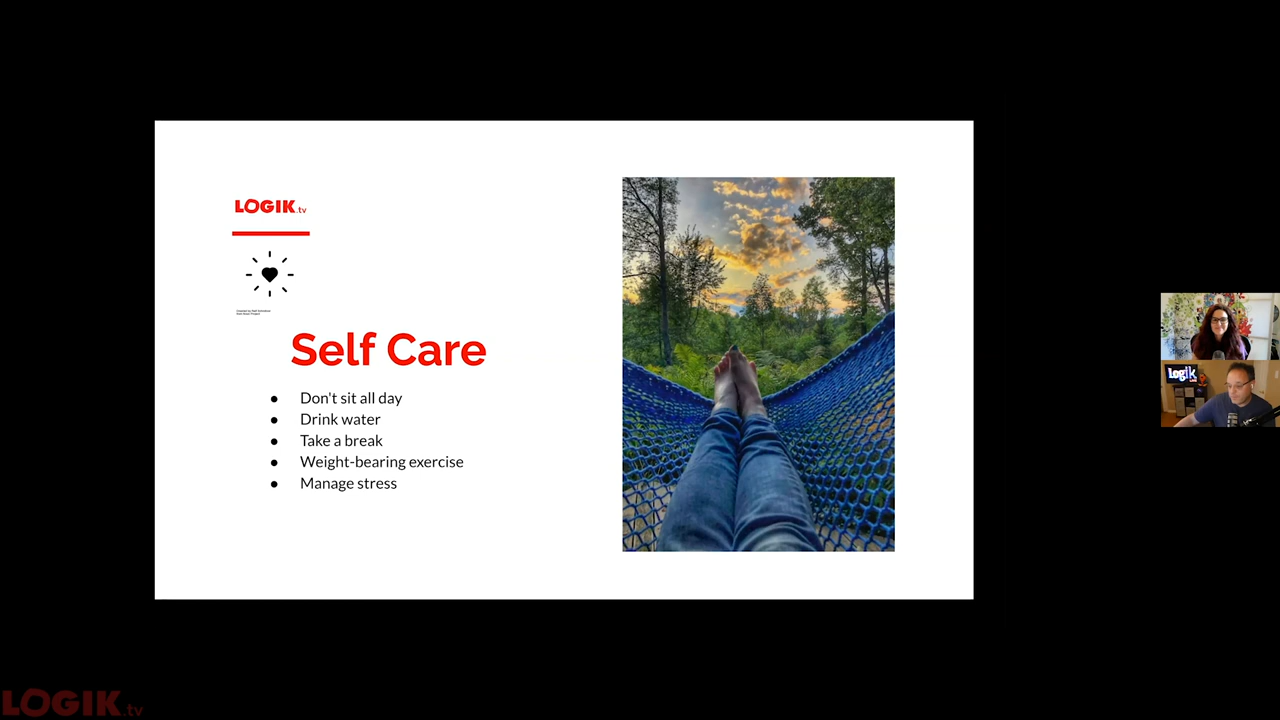 LOGIK.tv
Self Care
● Don't sit all day
● Drink water
● Take a break
● Weight-bearing exercise
● Manage stress
Logik
LOGIK.tv